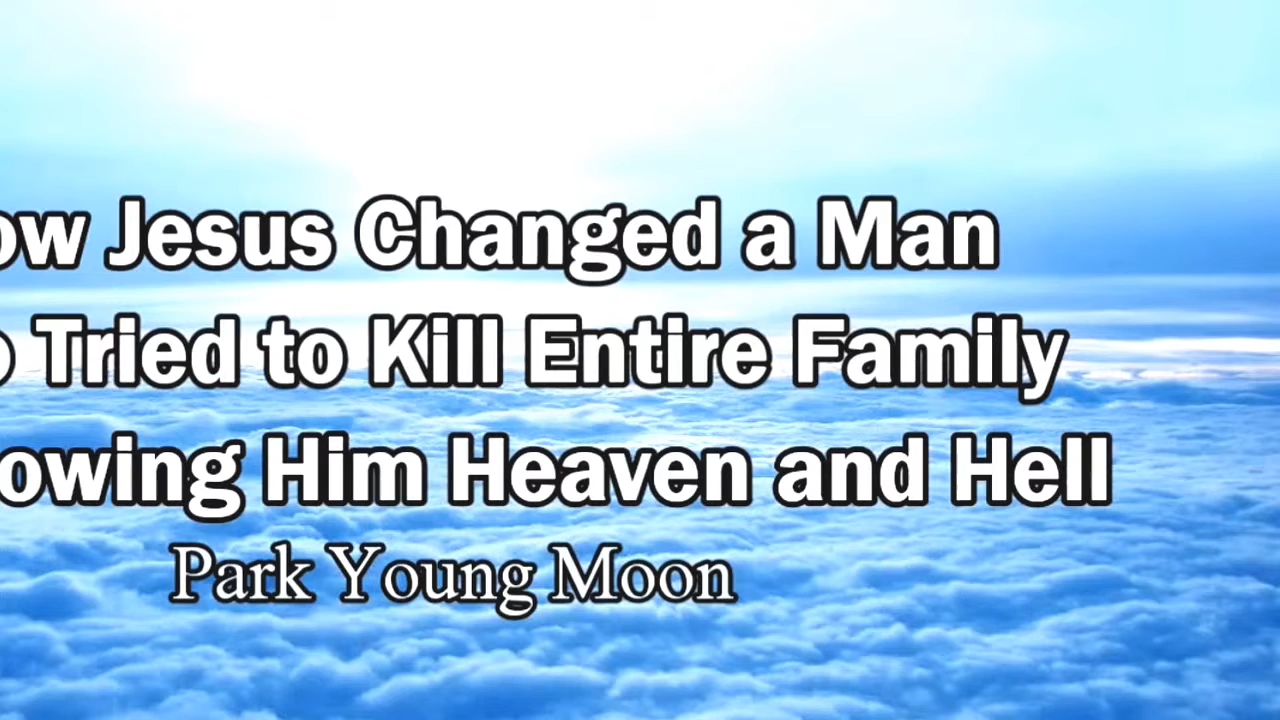 ow Jesus Changed a Man
o Tried to Kill Entire Family
owing Him Heaven and Hell
Park Young Moon